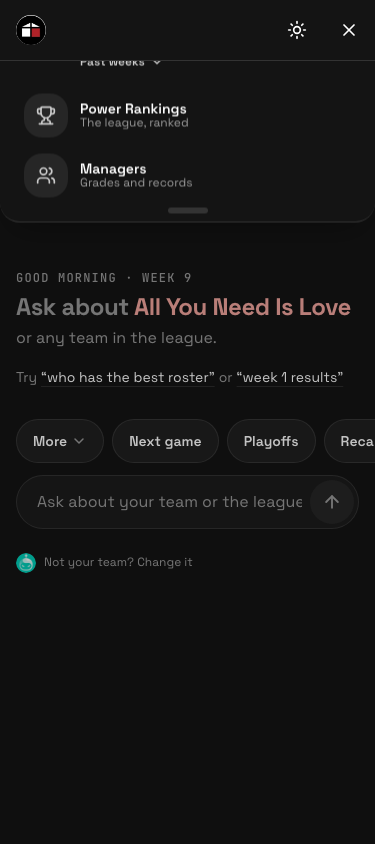 Past weeks
Power Rankings
The league, ranked
Managers
Grades and records
GOOD MORNING · WEEK 9
Ask about All You Need Is Love
or any team in the league.
Try “who has the best roster” or “week 1 results”
More Next game Playoffs Reca
Ask about your team or the league
Not your team? Change it